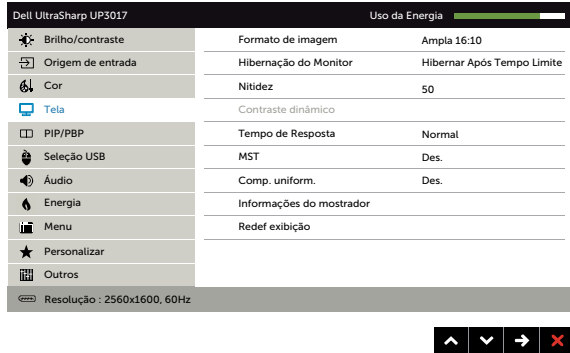 Dell UltraSharp UP3017 Uso da Energia
Brilho/contraste Formato de imagem Ampla 16:10
Origem de entrada Hibernação do Monitor Hibernar Após Tempo Limite
Cor Nitidez 50
Tela Contraste dinâmico
PIP/PBP Tempo de Resposta Normal
Seleção USB MST Des.
Áudio Comp. uniform. Des.
Energia Informações do mostrador
Menu Redef exibição
Personalizar
Outros
Resolução : 2560x1600, 60Hz